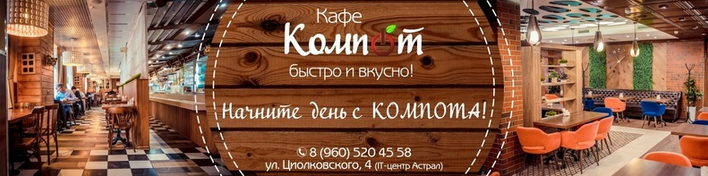 Кафе
Компот
быстро и вкусно!
Начните день с КОМПОТА!
8 (960) 520 45 58
ул. Циолковского, 4 (IT-центр Астрал)